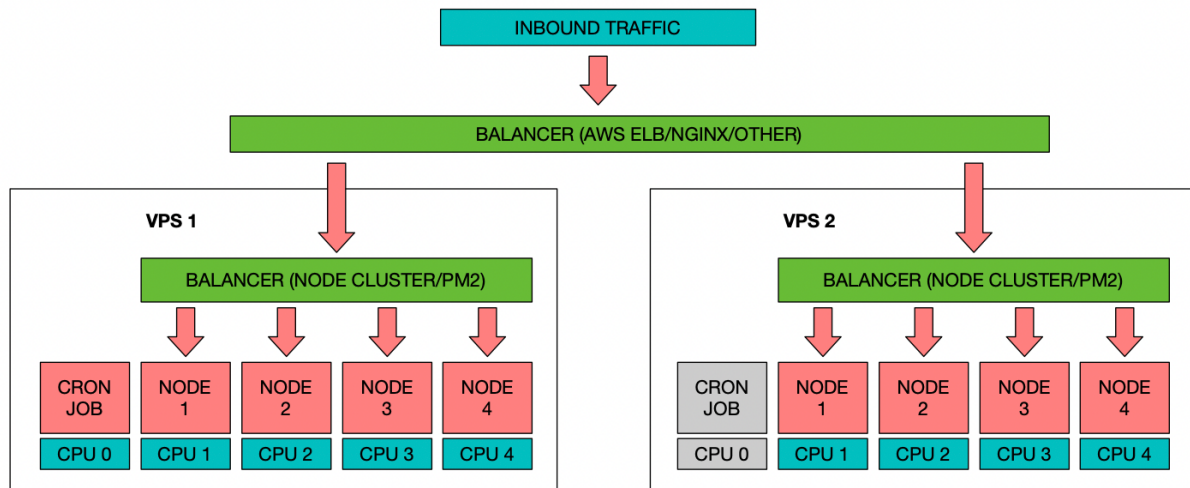 INBOUND TRAFFIC
BALANCER (AWS ELB/NGINX/OTHER)
VPS 1
BALANCER (NODE CLUSTER/PM2)
CRON
JOB
NODE
1
NODE
2
NODE
3
NODE
4
CPU 0
CPU 1
CPU 2
CPU 3
CPU 4
VPS 2
BALANCER (NODE CLUSTER/PM2)
CRON
JOB
NODE
1
NODE
2
NODE
3
NODE
4
CPU 0
CPU 1
CPU 2
CPU 3
CPU 4